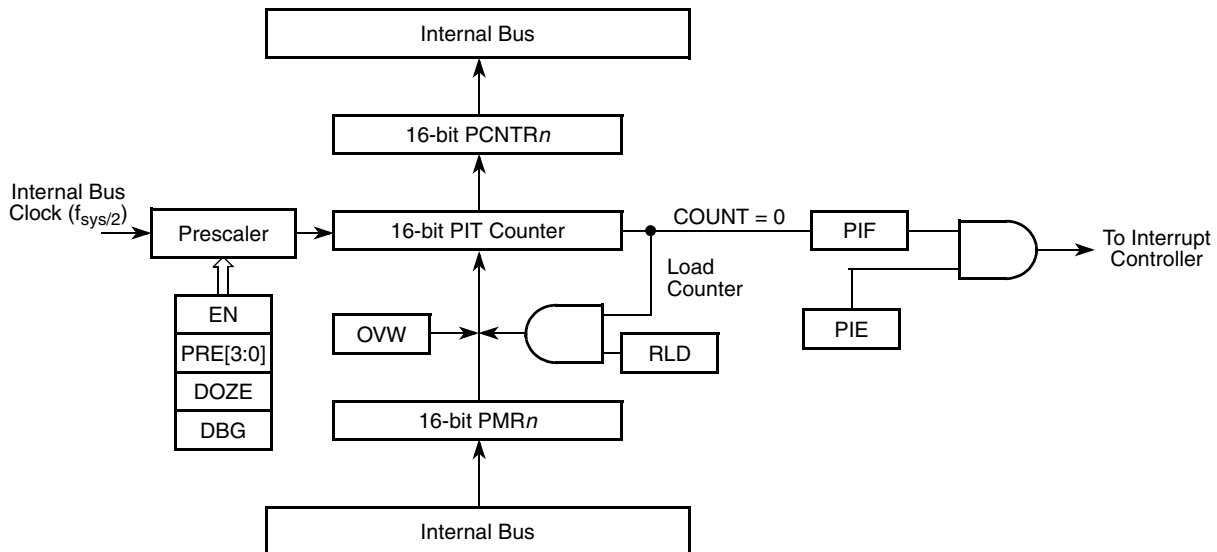 Internal Bus
16-bit PCNTRn
Internal Bus
Clock (fsys/2)
Prescaler
16-bit PIT Counter
COUNT = 0
PIF
To Interrupt
Controller
Load
Counter
EN
PRE[3:0]
DOZE
DBG
OVW
RLD
PIE
16-bit PMRn
Internal Bus